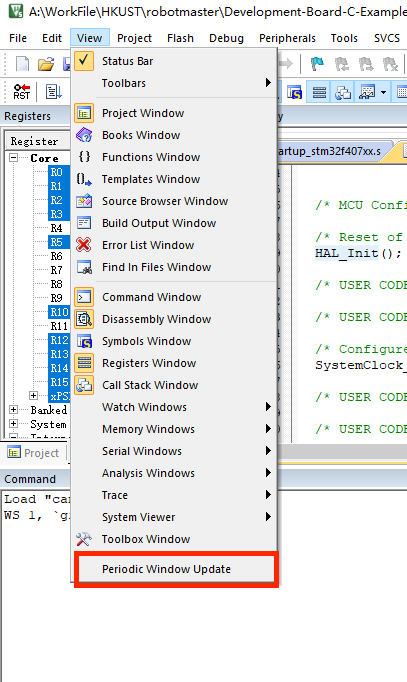 A:\WorkFile\HKUST\robotmaster\Development-Board-C-Example
File Edit View Project Flash Debug Peripherals Tools SVCS
RST
Registers
Register
Core
R0
R1
R2
R3
R4
R5
R6
R7
R8
R9
R10
R11
R12
R13
R14
R15
xPS
Banked
System
Project
Status Bar
Toolbars
Project Window
Books Window
Functions Window
Templates Window
Source Browser Window
Build Output Window
Error List Window
Find In Files Window
Command Window
Disassembly Window
Symbols Window
Registers Window
Call Stack Window
Watch Windows
Memory Windows
Serial Windows
Analysis Windows
Trace
System Viewer
Toolbox Window
Periodic Window Update
artup_stm32f407xx.s
/* MCU Confi
/* Reset of
HAL_Init();
/* USER CODE
/* USER CODE
/* Configure
SystemClock_
/* USER CODE
/* USER CODE
Command
Load "car
WS 1, `g